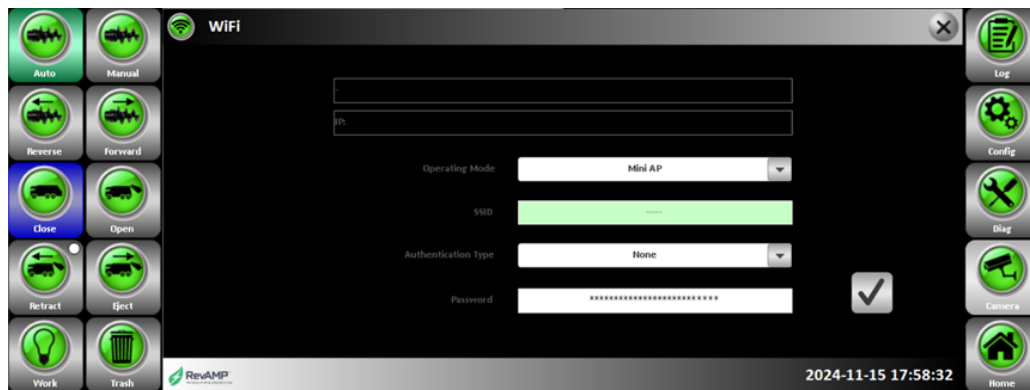 WiFi
Auto
Manual
Log
-
IP:
Reverse
Forward
Config
Operating Mode
Mini AP
Close
Open
SSID
-----
Diag
Authentication Type
None
Retract
Eject
Password
**************************
Camera
Work
Trash
RevAMP
2024-11-15 17:58:32
Home